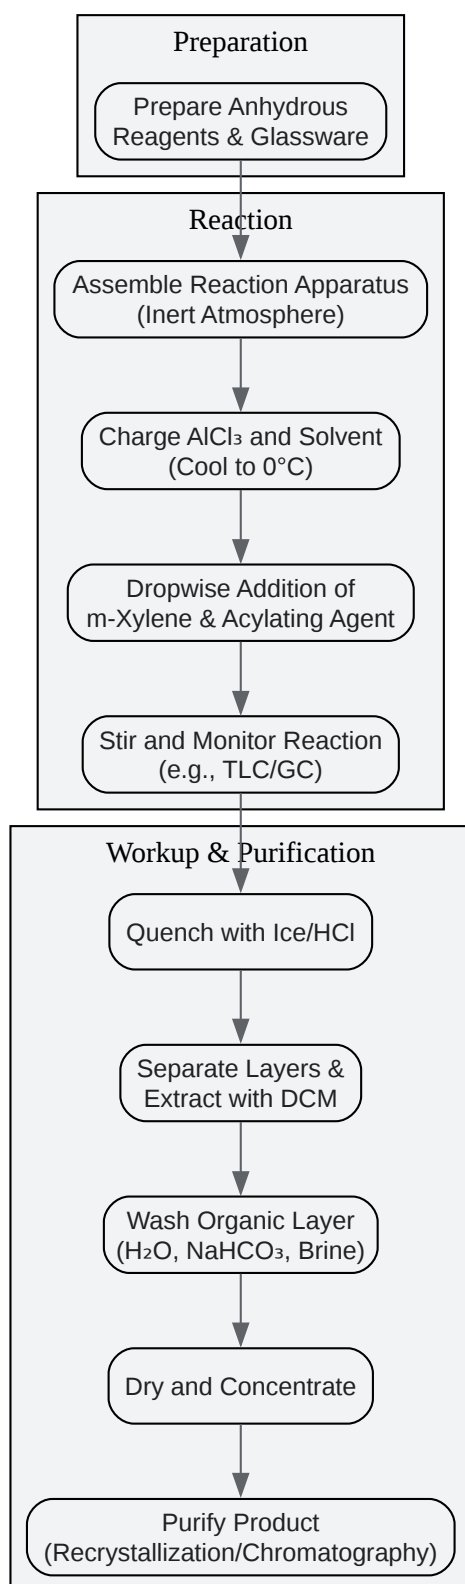 Preparation
Prepare Anhydrous
Reagents & Glassware
Reaction
Assemble Reaction Apparatus
(Inert Atmosphere)
Charge AlCl₃ and Solvent
(Cool to 0°C)
Dropwise Addition of
m-Xylene & Acylating Agent
Stir and Monitor Reaction
(e.g., TLC/GC)
Workup & Purification
Quench with Ice/HCl
Separate Layers &
Extract with DCM
Wash Organic Layer
(H₂O, NaHCO₃, Brine)
Dry and Concentrate
Purify Product
(Recrystallization/Chromatography)